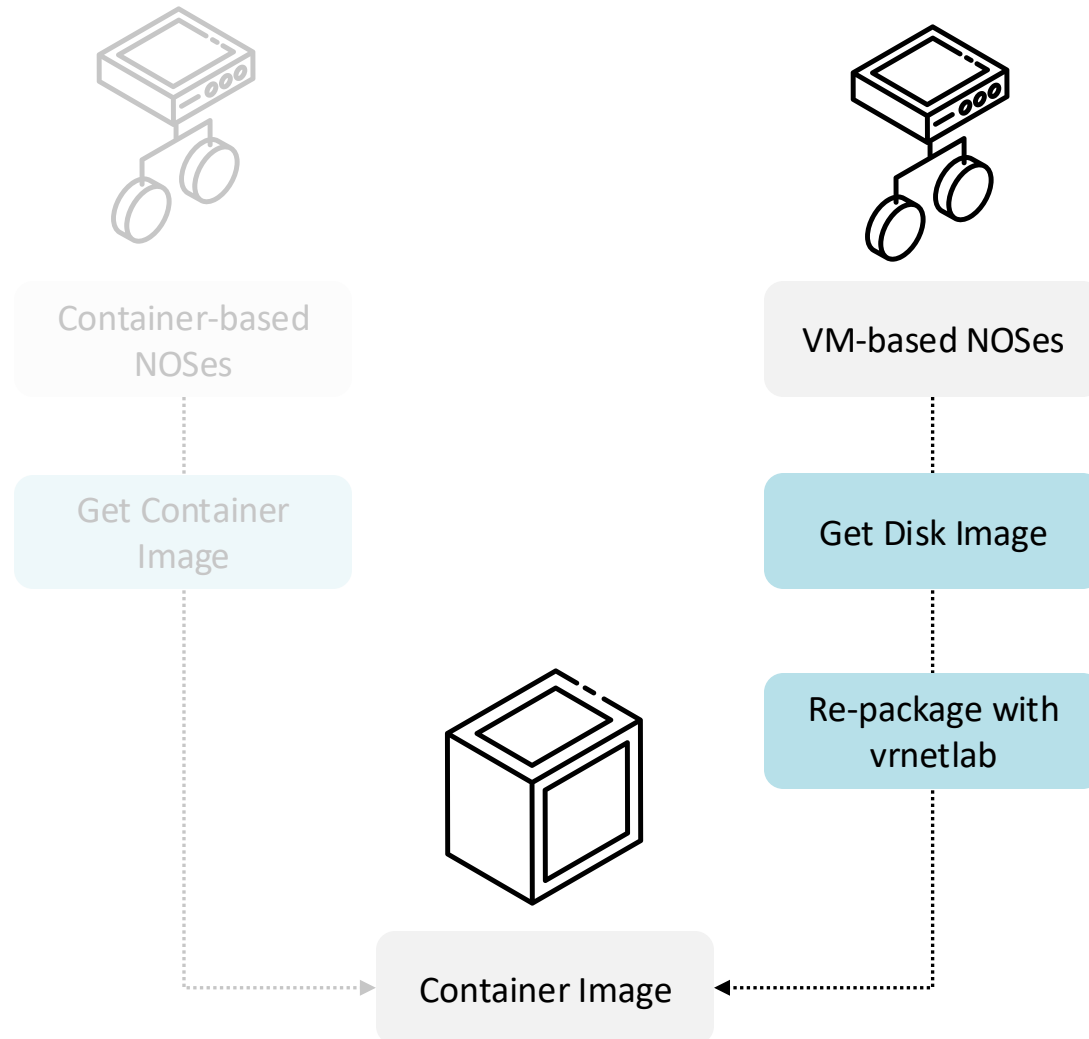 Container-based
NOSes
VM-based NOSes
Get Container
Image
Get Disk Image
Re-package with
vrnetlab
Container Image